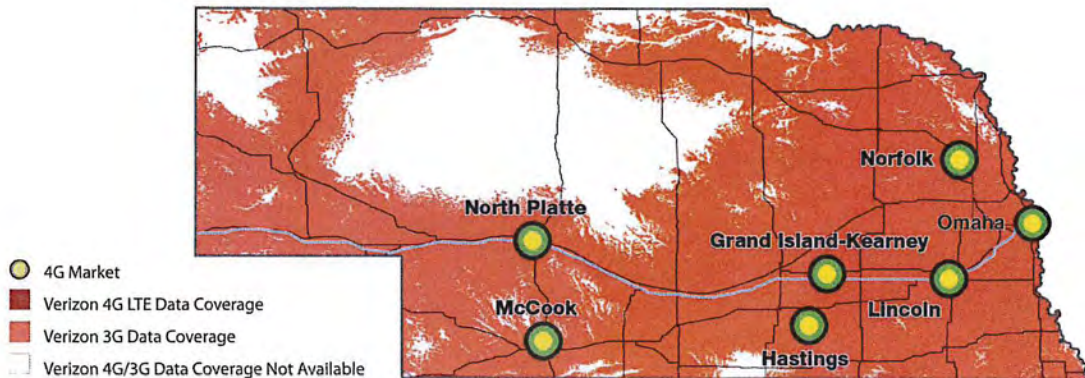 Norfolk
North Platte
Omaha
Grand Island-Kearney
4G Market
Verizon 4G LTE Data Coverage
McCook
Lincoln
Verizon 3G Data Coverage
Hastings
Verizon 4G/3G Data Coverage Not Available